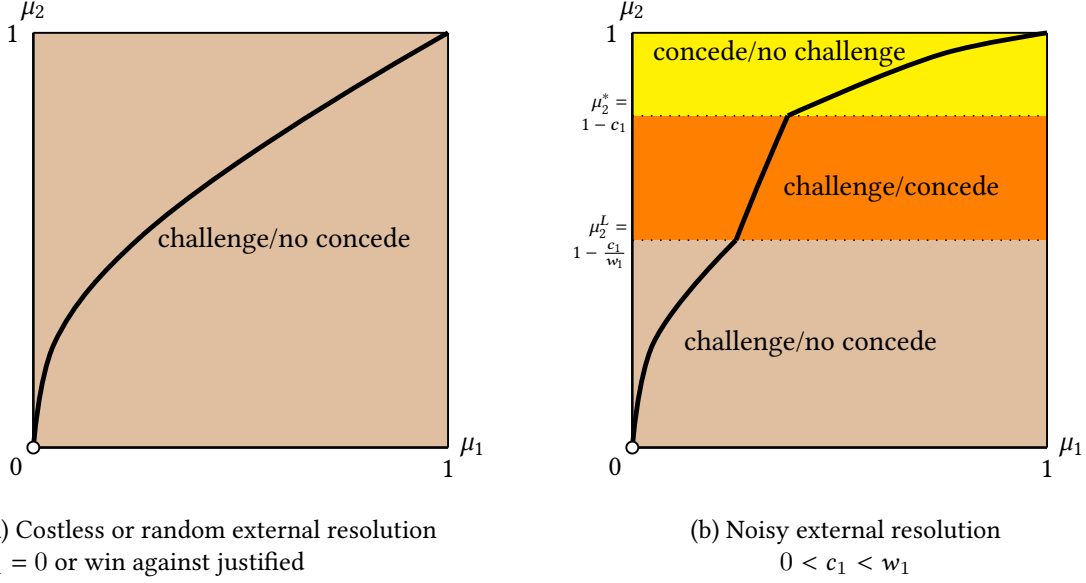 μ₂
1
challenge/no concede
μ₁
0
1
) Costless or random external resolution
= 0 or win against justified
μ₂
1
concede/no challenge
μ₂* =
1 − c₁
challenge/concede
μ₂ᴸ =
1 − c₁/w₁
challenge/no concede
μ₁
0
1
(b) Noisy external resolution
0 < c₁ < w₁